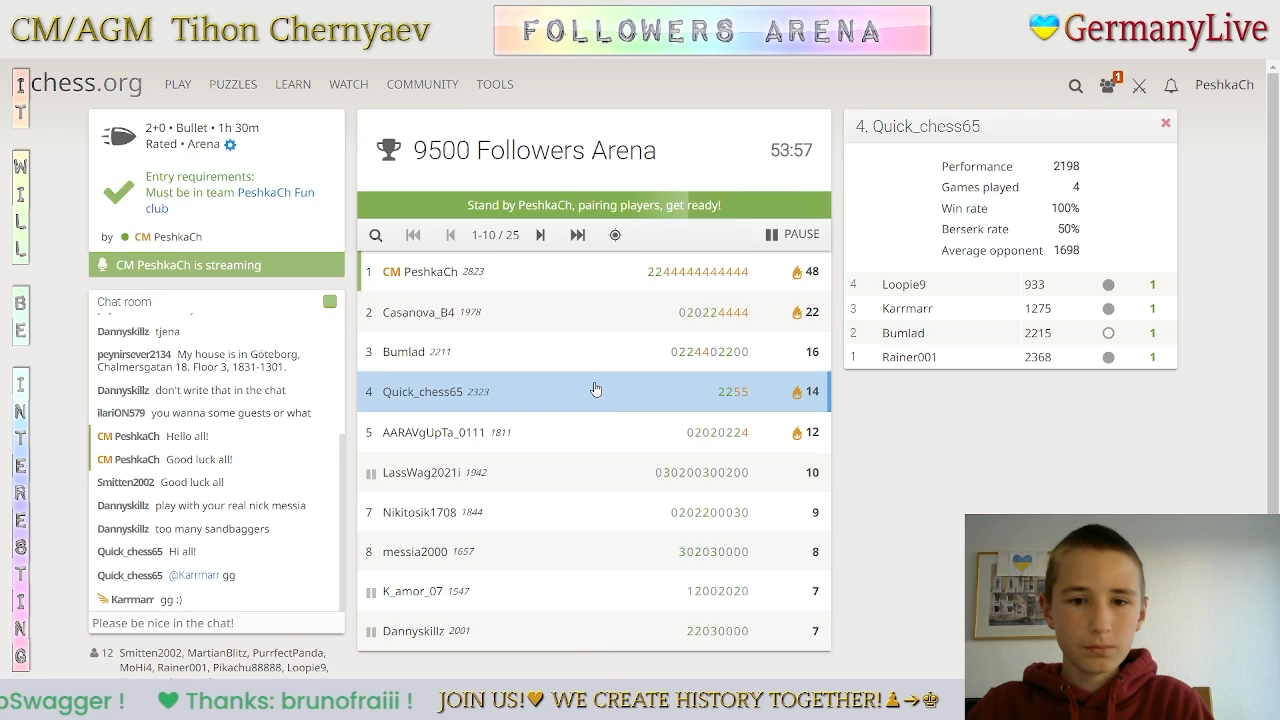 CM/AGM Tihon Chernyaev
FOLLOWERS ARENA
GermanyLive
chess.org
PLAY
PUZZLES
LEARN
WATCH
COMMUNITY
TOOLS
1
PeshkaCh
IT
WILL
BE
INTERESTING
2+0 • Bullet • 1h 30m
Rated • Arena
Entry requirements:
Must be in team PeshkaCh Fun
club
by CM PeshkaCh
CM PeshkaCh is streaming
Chat room
Dannyskillz tjena
peynirsever2134 My house is in Göteborg,
Chalmersgatan 18. Floor 3, 1831-1301.
Dannyskillz don't write that in the chat
ilariON579 you wanna some guests or what
CM PeshkaCh Hello all!
CM PeshkaCh Good luck all!
Smitten2002 Good luck all
Dannyskillz play with your real nick messia
Dannyskillz too many sandbaggers
Quick_chess65 Hi all!
Quick_chess65 @Karrmarr gg
Karrmarr gg :)
Please be nice in the chat!
12 Smitten2002, MartianBlitz, PurrfectPanda,
MoHi4, Rainer001, Pikachu88888, Loopie9,
9500 Followers Arena 53:57
Stand by PeshkaCh, pairing players, get ready!
1-10 / 25 PAUSE
1 CM PeshkaCh 2823 2244444444444 48
2 Casanova_B4 1978 020224444 22
3 Bumlad 2211 0224402200 16
4 Quick_chess65 2323 2255 14
5 AARAVgUpTa_0111 1811 02020224 12
LassWag2021i 1942 030200300200 10
7 Nikitosik1708 1844 0202200030 9
8 messia2000 1657 302030000 8
K_amor_07 1547 12002020 7
Dannyskillz 2001 22030000 7
4. Quick_chess65
Performance 2198
Games played 4
Win rate 100%
Berserk rate 50%
Average opponent 1698
4 Loopie9 933 1
3 Karrmarr 1275 1
2 Bumlad 2215 1
1 Rainer001 2368 1
oSwagger ! Thanks: brunofraiii ! JOIN US! WE CREATE HISTORY TOGETHER!